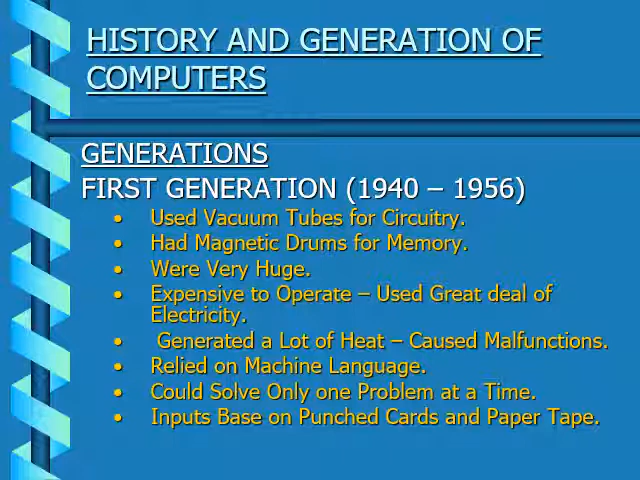 HISTORY AND GENERATION OF
COMPUTERS
GENERATIONS
FIRST GENERATION (1940 – 1956)
• Used Vacuum Tubes for Circuitry.
• Had Magnetic Drums for Memory.
• Were Very Huge.
• Expensive to Operate – Used Great deal of
Electricity.
• Generated a Lot of Heat – Caused Malfunctions.
• Relied on Machine Language.
• Could Solve Only one Problem at a Time.
• Inputs Base on Punched Cards and Paper Tape.